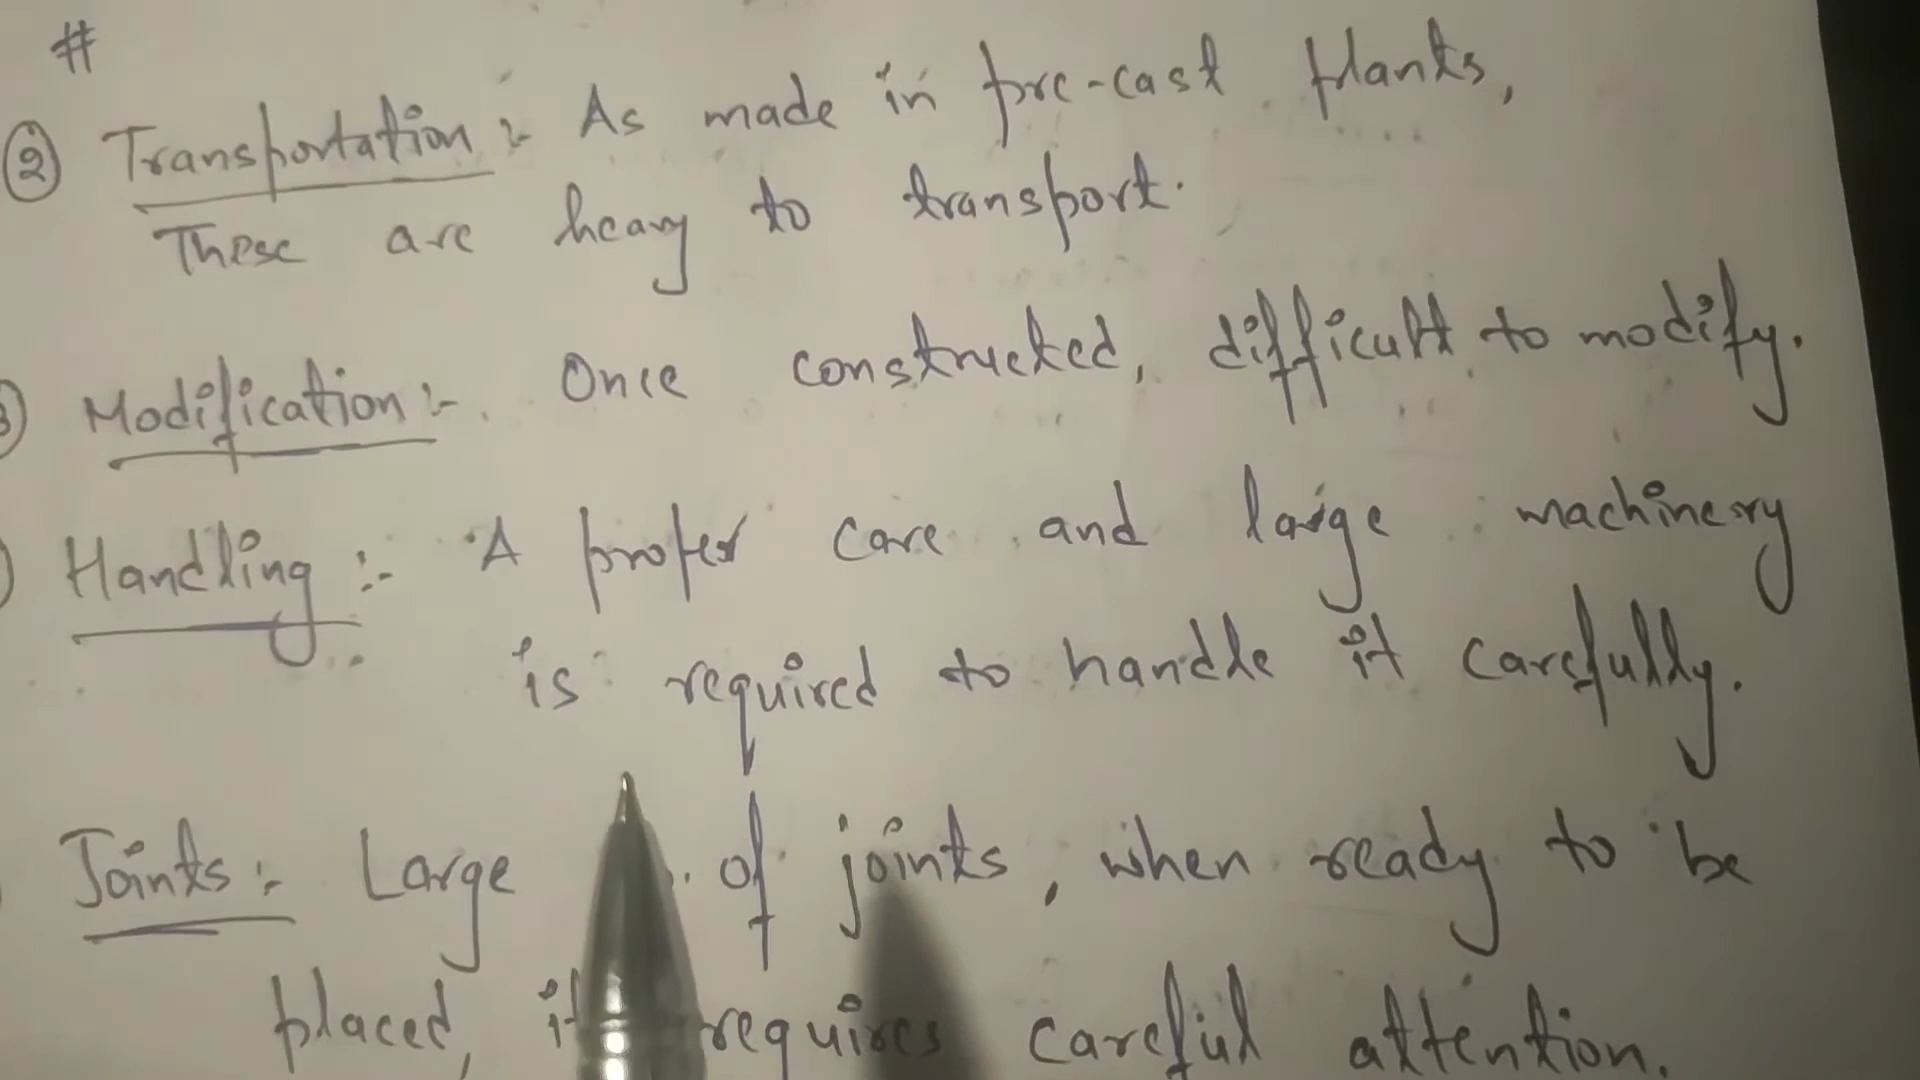 #
② Transportation :- As made in pre-cast plants,
These are heavy to transport.
Modification :- Once constructed, difficult to modify.
Handling :- A proper care and large machinery
is required to handle it carefully.
Joints :- Large of joints, when ready to be
placed, it requires careful attention.